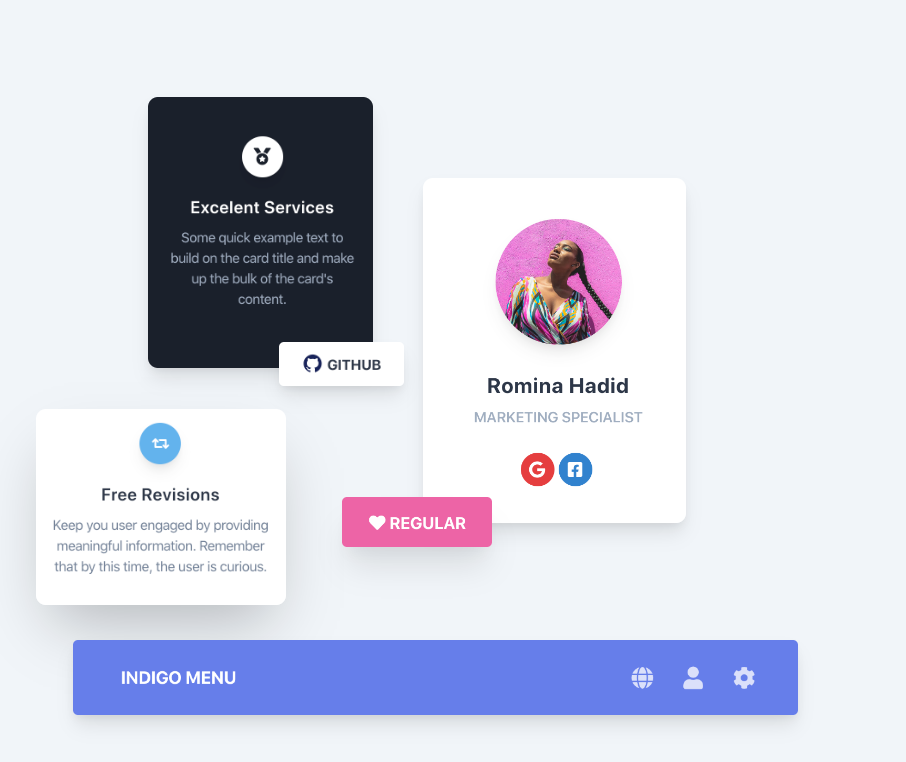 Excelent Services
Some quick example text to
build on the card title and make
up the bulk of the card's
content.
GITHUB
Romina Hadid
MARKETING SPECIALIST
Free Revisions
Keep you user engaged by providing
meaningful information. Remember
that by this time, the user is curious.
REGULAR
INDIGO MENU